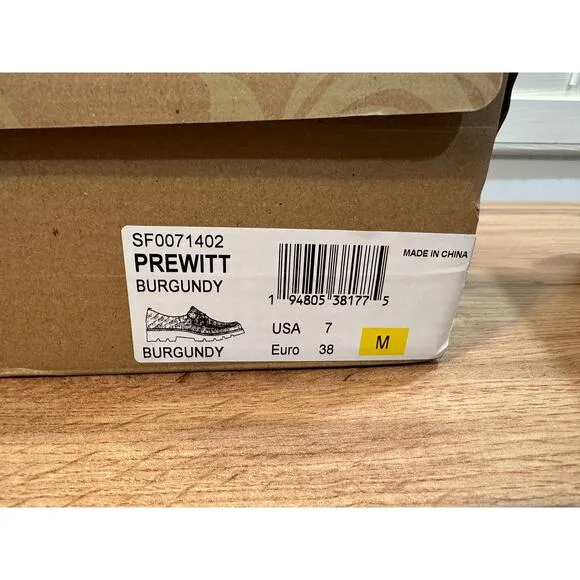 SF0071402
PREWITT
BURGUNDY
BURGUNDY
1 94805 38177 5
USA 7
Euro 38
M
MADE IN CHINA